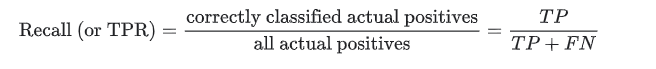 Recall (or TPR) = correctly classified actual positives / all actual positives = TP / TP + FN